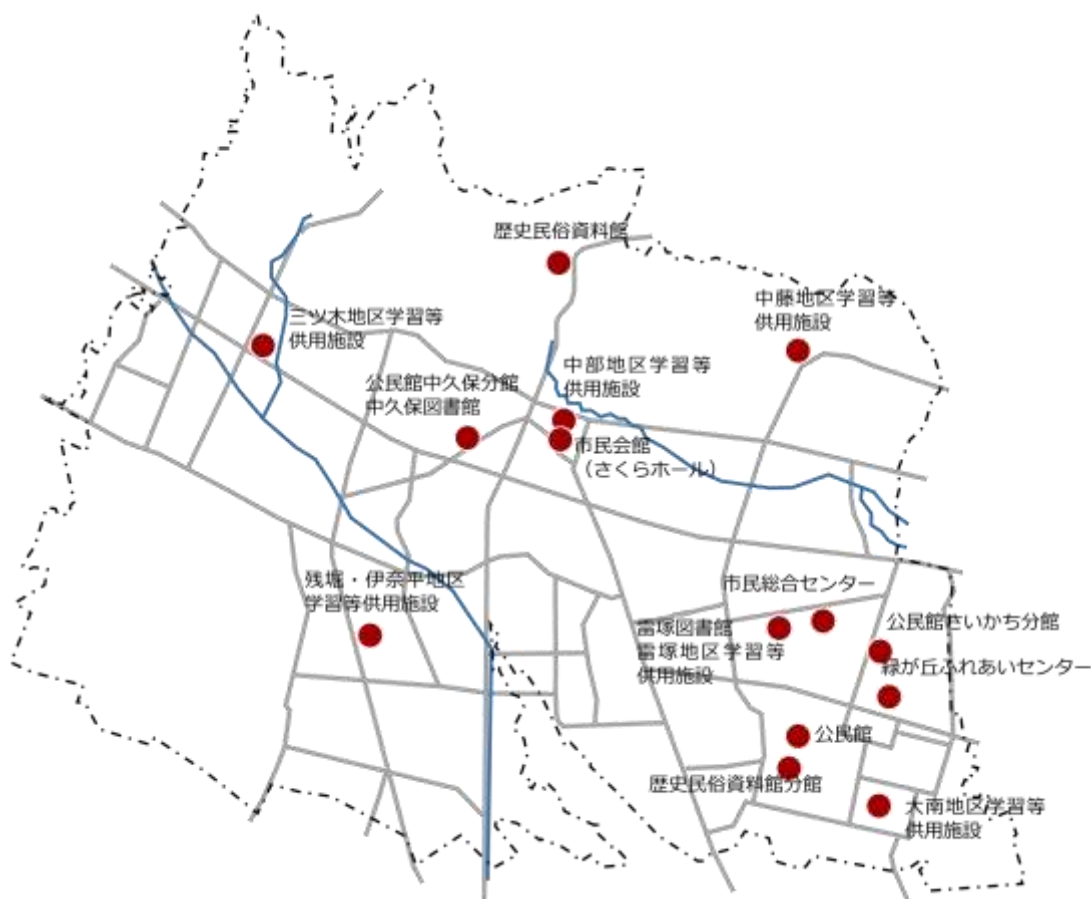 歴史民俗資料館
中藤地区学習等
供用施設
三ツ木地区学習等
供用施設
中部地区学習等
供用施設
公民館中久保分館
中久保図書館
市民会館
（さくらホール）
残堀・伊奈平地区
学習等供用施設
市民総合センター
雷塚図書館
雷塚地区学習等
供用施設
公民館さいかち分館
緑が丘ふれあいセンター
公民館
歴史民俗資料館分館
大南地区学習等
供用施設